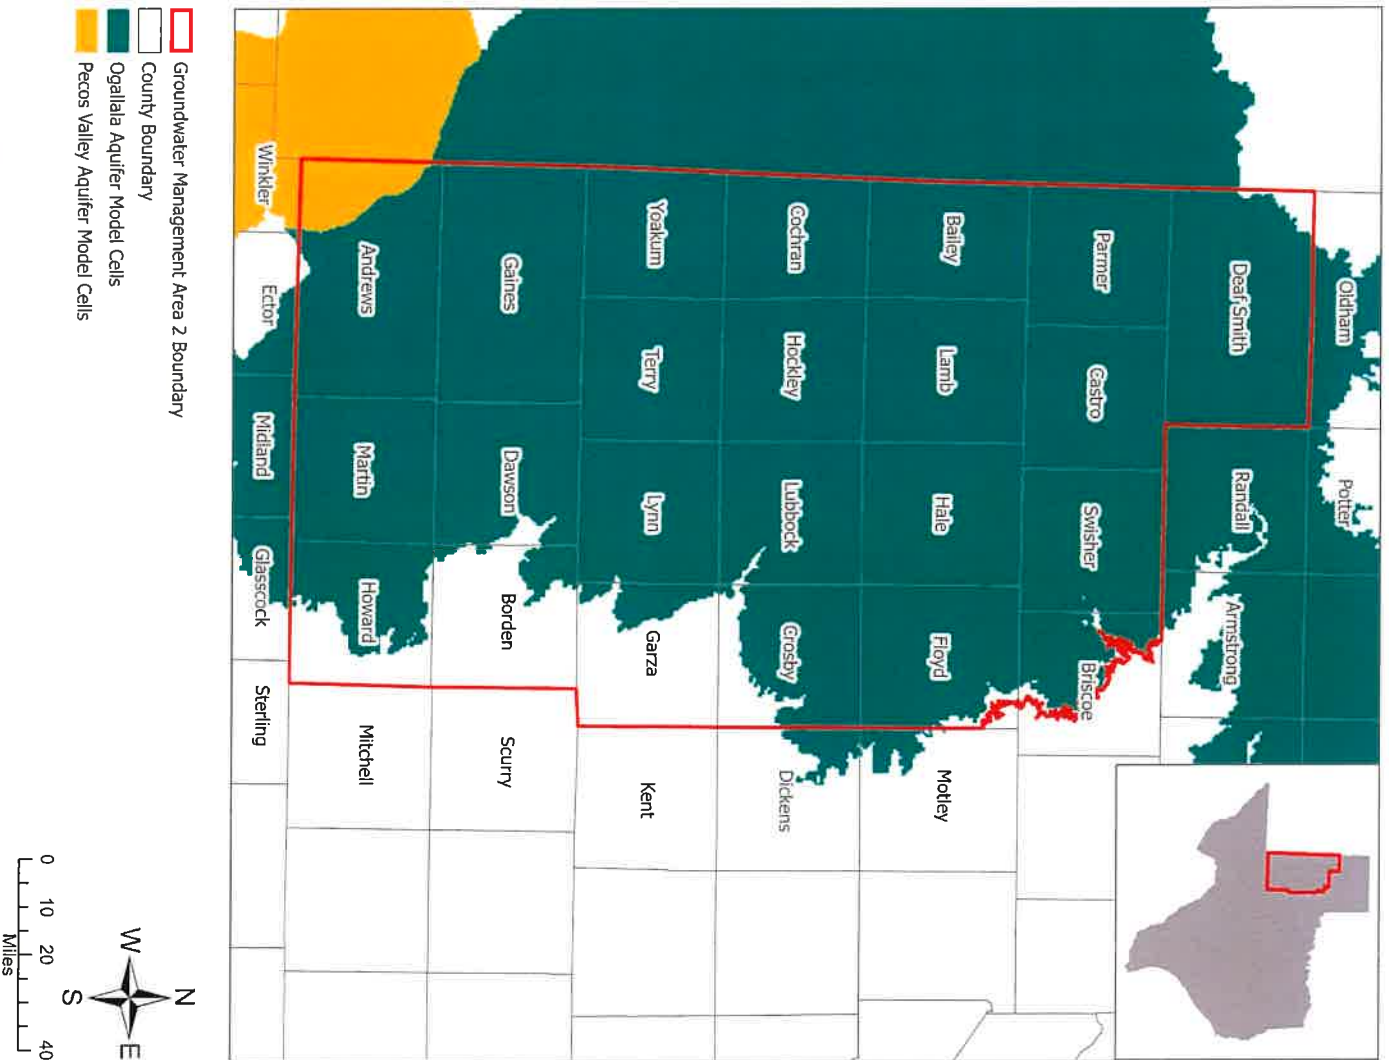 Oldham
Potter
Deaf Smith
Randall
Armstrong
Parmer
Castro
Swisher
Briscoe
Bailey
Lamb
Hale
Floyd
Motley
Cochran
Hockley
Lubbock
Crosby
Dickens
Yoakum
Terry
Lynn
Garza
Kent
Gaines
Dawson
Borden
Scurry
Andrews
Martin
Howard
Mitchell
Winkler
Ector
Midland
Glasscock
Sterling
Groundwater Management Area 2 Boundary
County Boundary
Ogallala Aquifer Model Cells
Pecos Valley Aquifer Model Cells
N
W
E
S
0 10 20 40
Miles